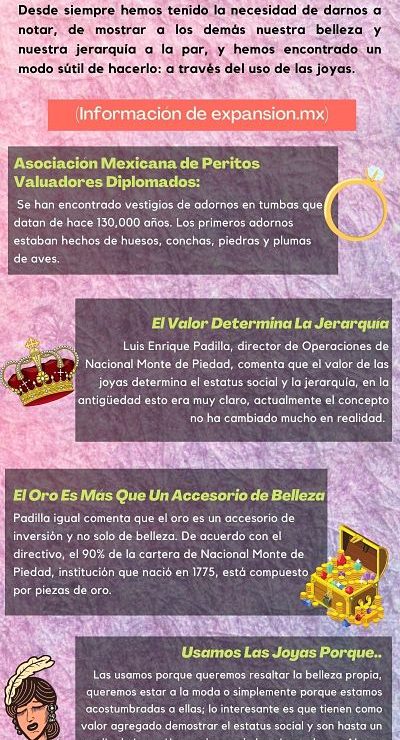 Desde siempre hemos tenido la necesidad de darnos a
notar, de mostrar a los demás nuestra belleza y
nuestra jerarquía a la par, y hemos encontrado un
modo sútil de hacerlo: a través del uso de las joyas.
(Información de expansion.mx)
Asociación Mexicana de Peritos
Valuadores Diplomados:
Se han encontrado vestigios de adornos en tumbas que
datan de hace 130,000 años. Los primeros adornos
estaban hechos de huesos, conchas, piedras y plumas
de aves.
El Valor Determina La Jerarquía
Luis Enrique Padilla, director de Operaciones de
Nacional Monte de Piedad, comenta que el valor de las
joyas determina el estatus social y la jerarquía, en la
antigüedad esto era muy claro, actualmente el concepto
no ha cambiado mucho en realidad.
El Oro Es Más Que Un Accesorio de Belleza
Padilla igual comenta que el oro es un accesorio de
inversión y no solo de belleza. De acuerdo con el
directivo, el 90% de la cartera de Nacional Monte de
Piedad, institución que nació en 1775, está compuesto
por piezas de oro.
Usamos Las Joyas Porque..
Las usamos porque queremos resaltar la belleza propia,
queremos estar a la moda o simplemente porque estamos
acostumbradas a ellas; lo interesante es que tienen como
valor agregado demostrar el estatus social y son hasta un